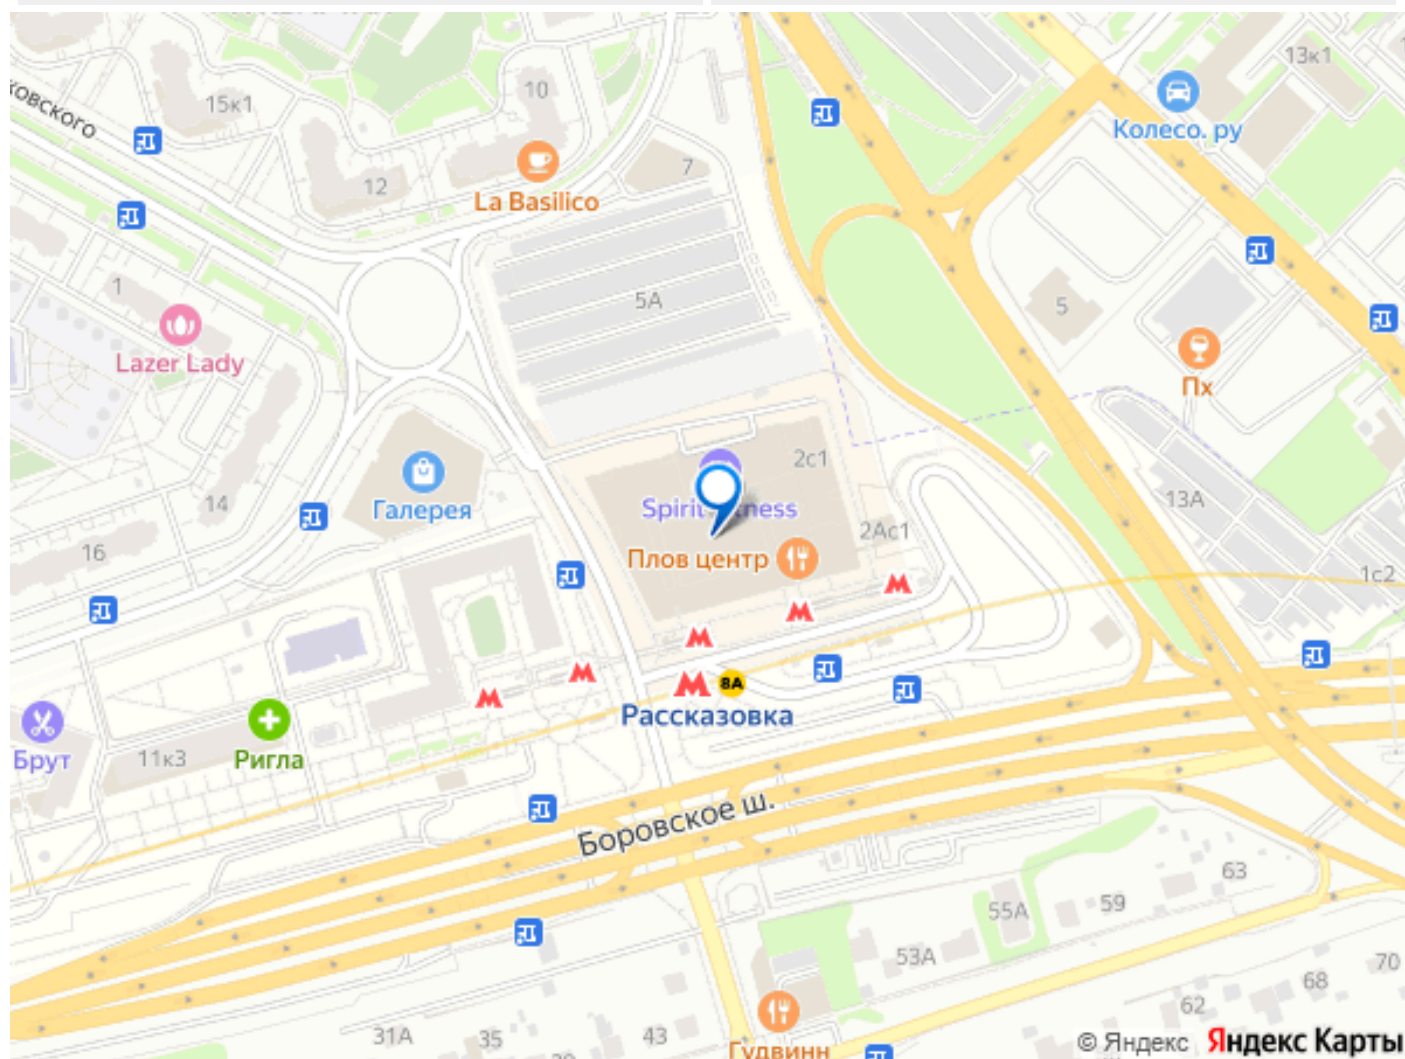 13к1
10
15к1
ковского
Колесо. ру
7
12
La Basilico
1
5А
5
Lazer Lady
Пх
2с1
13А
14
Галерея
Spirit
ness
2Ас1
16
Плов центр
1с2
8А
Рассказовка
Брут
11к3
Ригла
Боровское ш.
63
59
55А
53А
70
68
62
31А
35
43
Гудвинн
© Яндекс Яндекс Карты